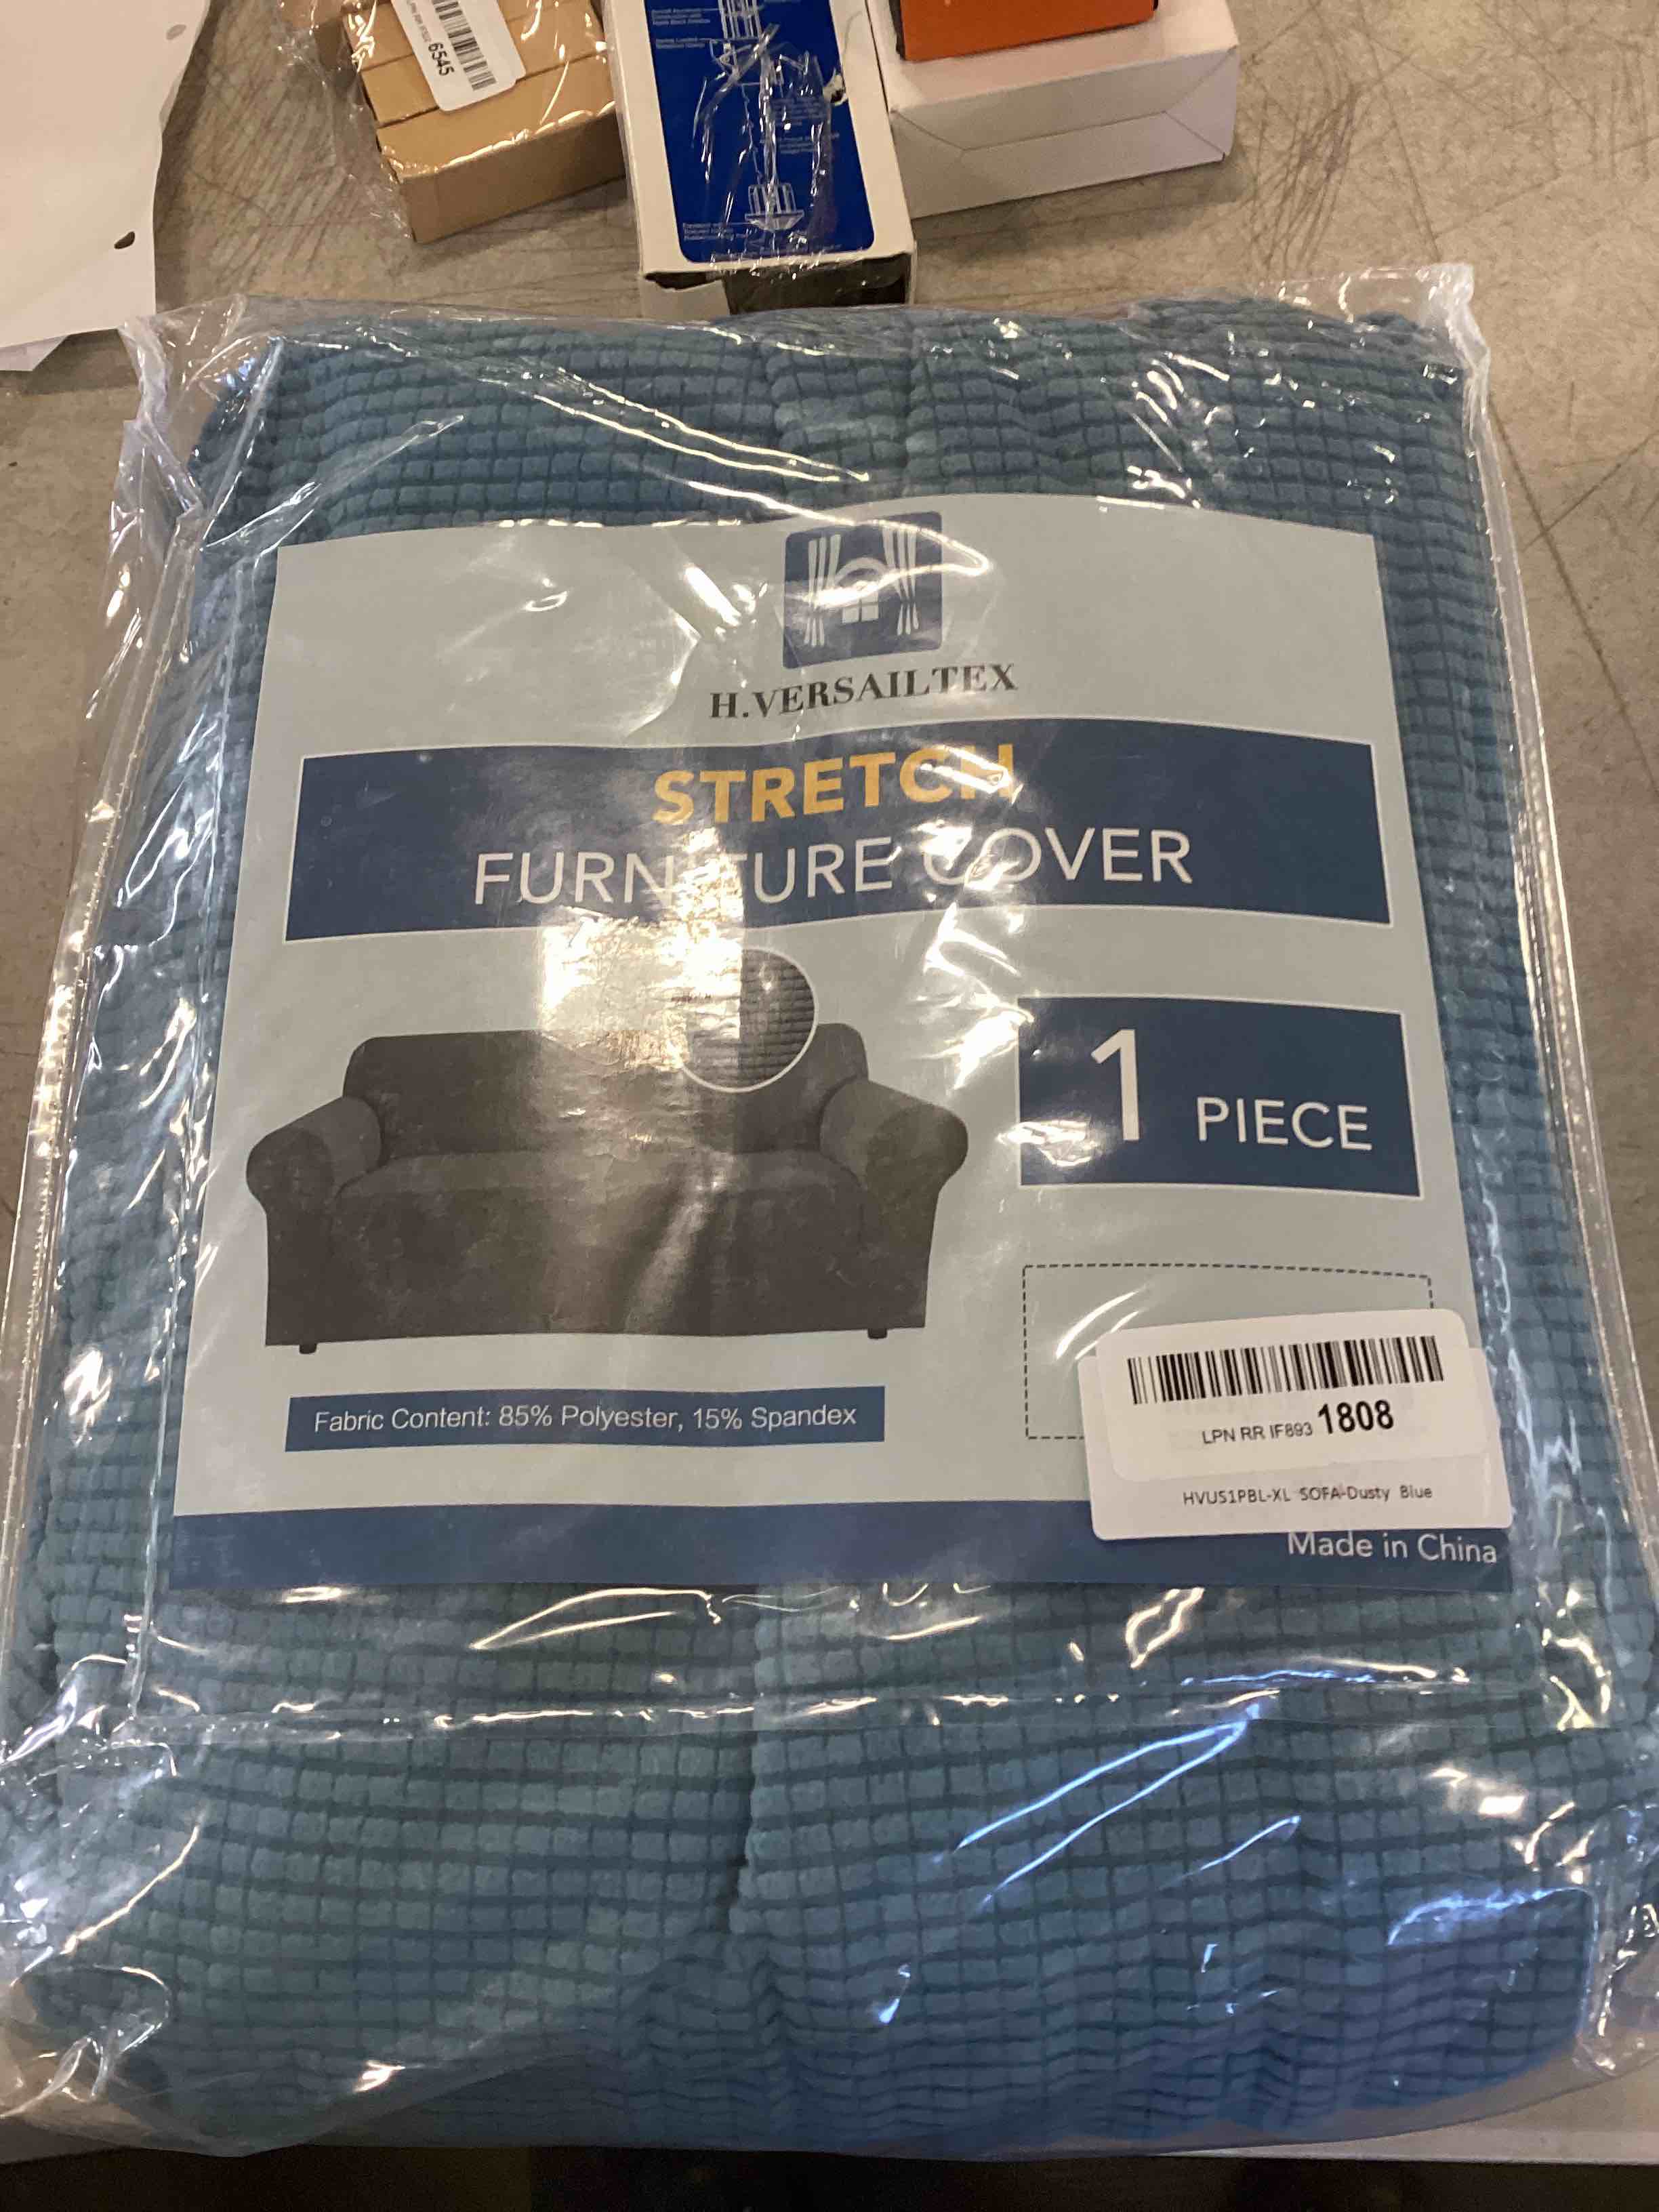 6545
H.VERSAILTEX
STRETCH
FURNITURE COVER
1 PIECE
Fabric Content: 85% Polyester, 15% Spandex
LPN RR IF893 1808
HVUS1PBL-XL SOFA-Dusty Blue
Made in China